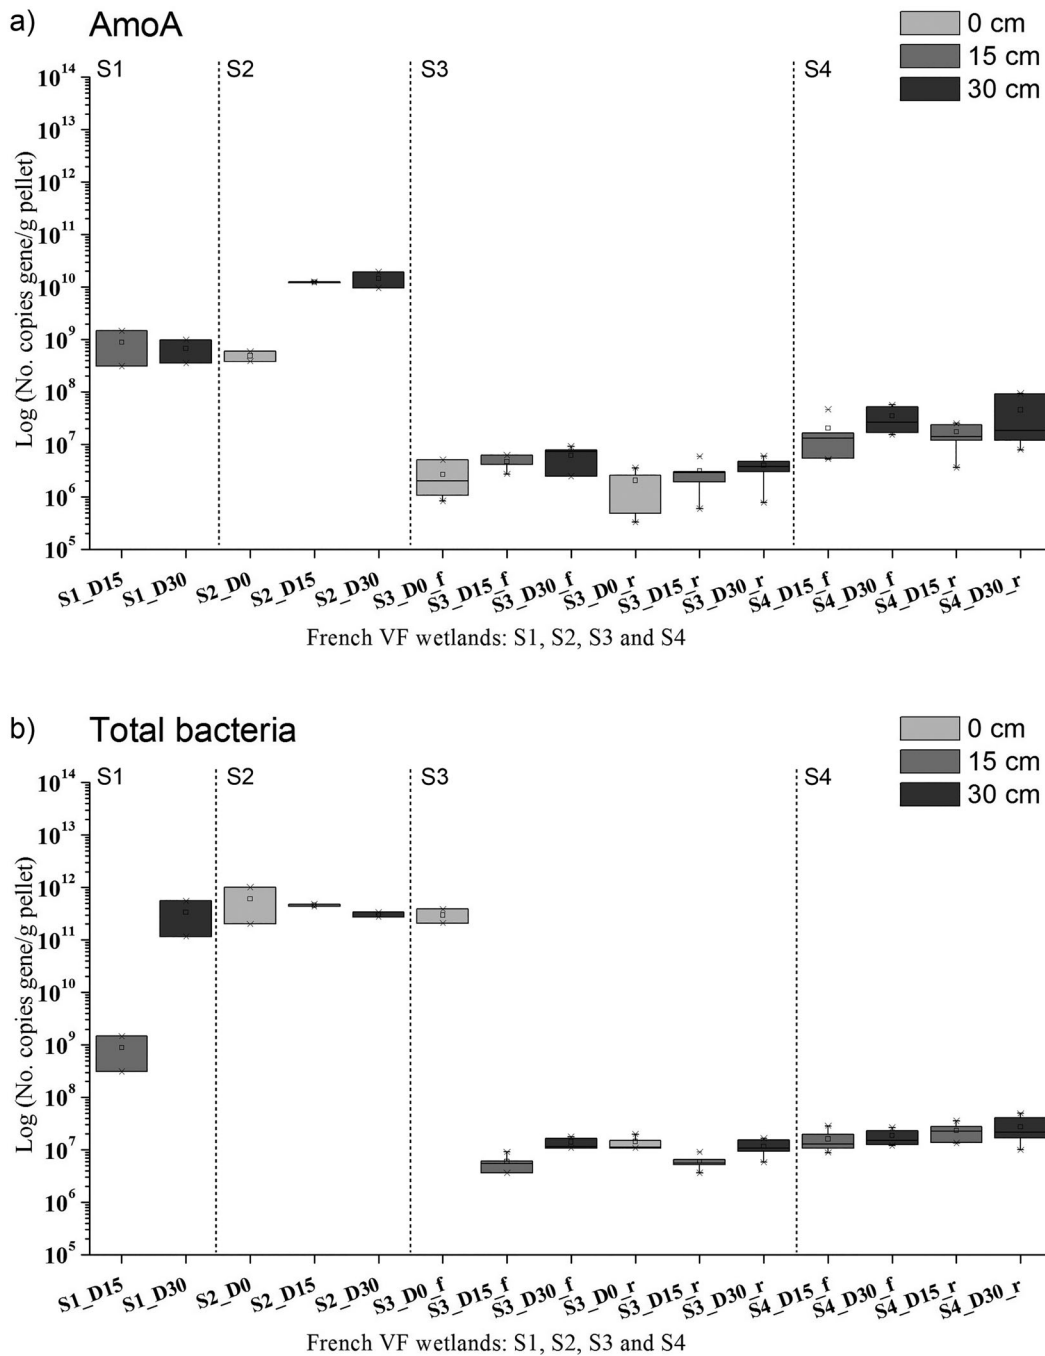 a) AmoA
0 cm
15 cm
30 cm
S1 S2 S3 S4
Log (No. copies gene/g pellet)
10^14
10^13
10^12
10^11
10^10
10^9
10^8
10^7
10^6
10^5
S1_D15 S1_D30 S2_D0 S2_D15 S2_D30 S3_D0_f S3_D15_f S3_D30_f S3_D0_r S3_D15_r S3_D30_r S4_D15_f S4_D30_f S4_D15_r S4_D30_r
French VF wetlands: S1, S2, S3 and S4
b) Total bacteria
0 cm
15 cm
30 cm
S1 S2 S3 S4
Log (No. copies gene/g pellet)
10^14
10^13
10^12
10^11
10^10
10^9
10^8
10^7
10^6
10^5
S1_D15 S1_D30 S2_D0 S2_D15 S2_D30 S3_D0_f S3_D15_f S3_D30_f S3_D0_r S3_D15_r S3_D30_r S4_D15_f S4_D30_f S4_D15_r S4_D30_r
French VF wetlands: S1, S2, S3 and S4